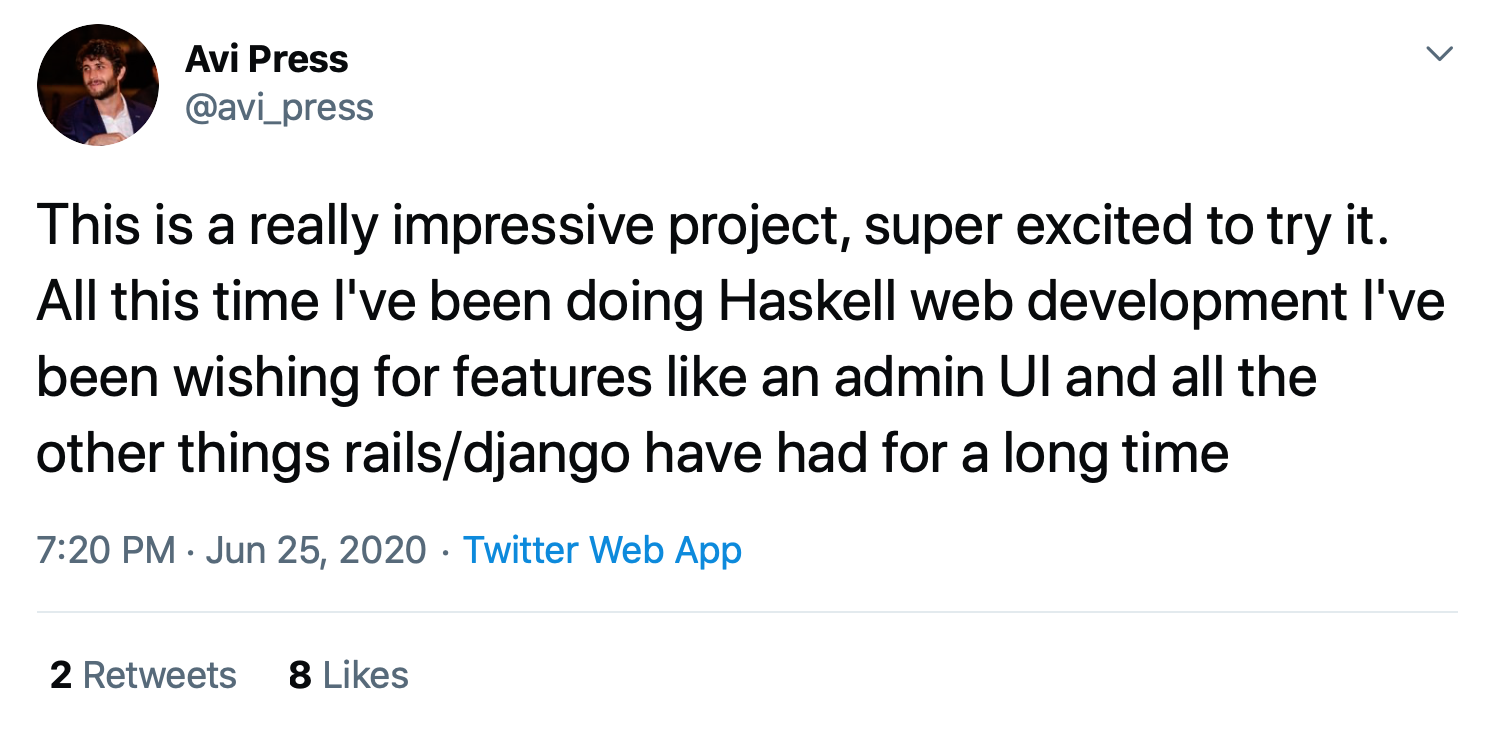 Avi Press
@avi_press
This is a really impressive project, super excited to try it.
All this time I've been doing Haskell web development I've
been wishing for features like an admin UI and all the
other things rails/django have had for a long time
7:20 PM · Jun 25, 2020 · Twitter Web App
2 Retweets 8 Likes